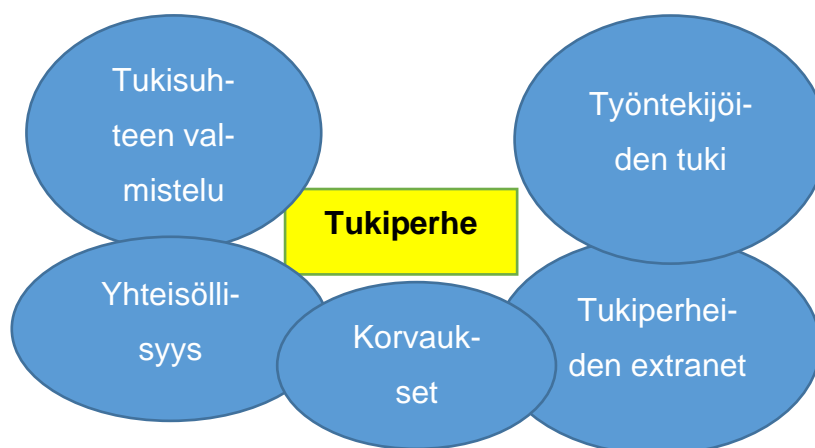 Tukisuh-
teen val-
mistelu
Työntekijöi-
den tuki
Tukiperhe
Yhteisölli-
syys
Korvauk-
set
Tukiperhei-
den extranet